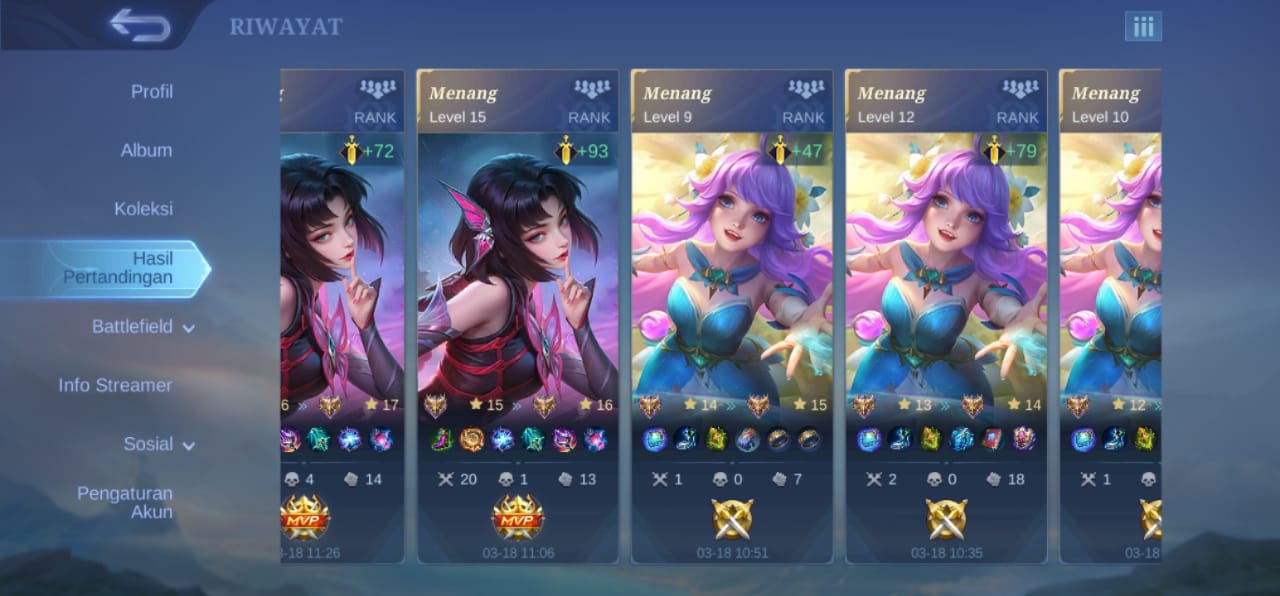 RIWAYAT
Profil
Album
Koleksi
Hasil
Pertandingan
Battlefield
Info Streamer
Sosial
Pengaturan
Akun
RANK
+72
6 » 17
4 14
MVP
3-18 11:26
Menang
Level 15 RANK
+93
15 » 16
20 1 13
MVP
03-18 11:06
Menang
Level 9 RANK
+47
14 » 15
1 0 7
03-18 10:51
Menang
Level 12 RANK
+79
13 » 14
2 0 18
03-18 10:35
Menang
Level 10
12 »
1
03-18